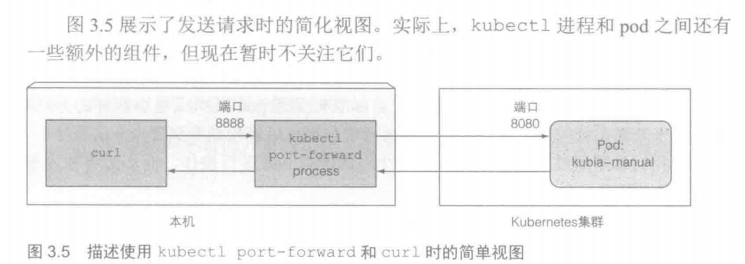 图 3.5 展示了发送请求时的简化视图。实际上，kubectl 进程和 pod 之间还有
一些额外的组件，但现在暂时不关注它们。
端口
8888
端口
8080
curl
kubectl
port-forward
process
Pod:
kubia-manual
本机
Kubernetes集群
图 3.5 描述使用 kubectl port-forward 和 curl 时的简单视图